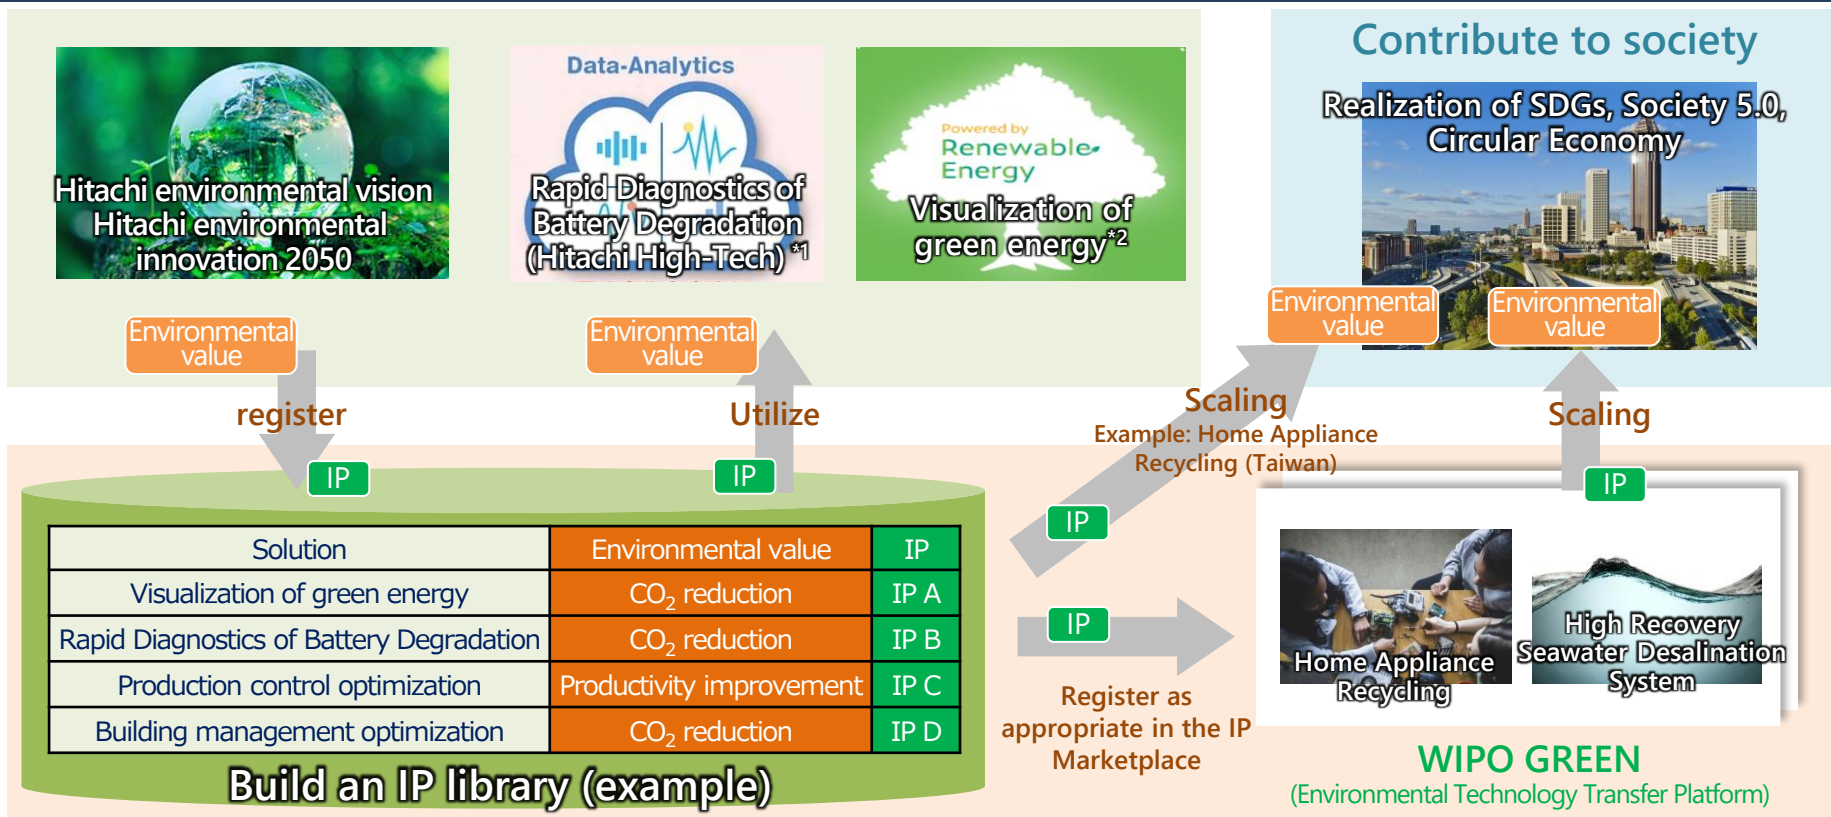 Hitachi environmental vision
Hitachi environmental
innovation 2050
Data-Analytics
Rapid Diagnostics of
Battery Degradation
(Hitachi High-Tech) *1
Powered by
Renewable
Energy
Visualization of
green energy*2
Contribute to society
Realization of SDGs, Society 5.0,
Circular Economy
Environmental
value
Environmental
value
Environmental
value
Environmental
value
register
Utilize
Scaling
Example: Home Appliance
Recycling (Taiwan)
Scaling
IP
IP
IP
IP
IP
Solution Environmental value IP
Visualization of green energy CO₂ reduction IP A
Rapid Diagnostics of Battery Degradation CO₂ reduction IP B
Production control optimization Productivity improvement IP C
Building management optimization CO₂ reduction IP D
Build an IP library (example)
Register as
appropriate in the IP
Marketplace
Home Appliance
Recycling
High Recovery
Seawater Desalination
System
WIPO GREEN
(Environmental Technology Transfer Platform)